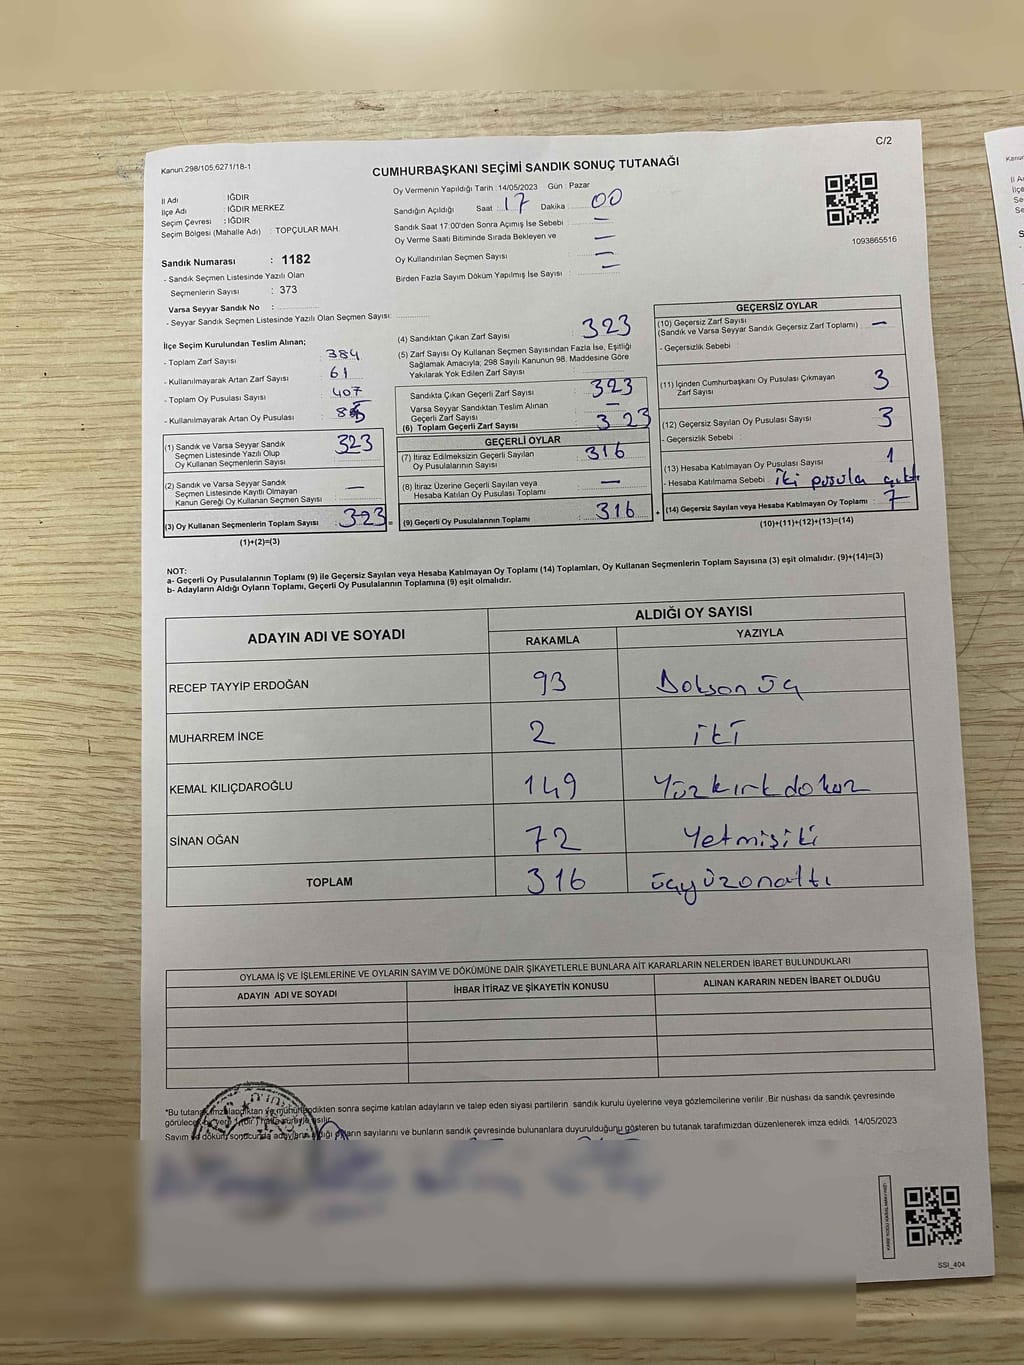 C/2
Kanun:298/105.6271/18-1
CUMHURBAŞKANI SEÇİMİ SANDIK SONUÇ TUTANAĞI
İl Adı : IĞDIR
İlçe Adı : IĞDIR MERKEZ
Seçim Çevresi : IĞDIR
Seçim Bölgesi (Mahalle Adı) : TOPÇULAR MAH.
Oy Vermenin Yapıldığı Tarih :14/05/2023 Gün : Pazar
Sandığın Açıldığı Saat : 17 Dakika : 00
Sandık Saat 17:00'den Sonra Açımış İse Sebebi : —
Oy Verme Saati Bitiminde Sırada Bekleyen ve —
Oy Kullandırılan Seçmen Sayısı : —
Birden Fazla Sayım Döküm Yapılmış İse Sayısı : —
1093865516
Sandık Numarası : 1182
- Sandık Seçmen Listesinde Yazılı Olan
Seçmenlerin Sayısı : 373
Varsa Seyyar Sandık No :
- Seyyar Sandık Seçmen Listesinde Yazılı Olan Seçmen Sayısı:
İlçe Seçim Kurulundan Teslim Alınan;
- Toplam Zarf Sayısı : 384
- Kullanılmayarak Artan Zarf Sayısı : 61
- Toplam Oy Pusulası Sayısı : 407
- Kullanılmayarak Artan Oy Pusulası :
(1) Sandık ve Varsa Seyyar Sandık
Seçmen Listesinde Yazılı Olup
Oy Kullanan Seçmenlerin Sayısı : 323
(2) Sandık ve Varsa Seyyar Sandık
Seçmen Listesinde Kayıtlı Olmayan
Kanun Gereği Oy Kullanan Seçmen Sayısı : —
(3) Oy Kullanan Seçmenlerin Toplam Sayısı : 323 =
(1)+(2)=(3)
(4) Sandıktan Çıkan Zarf Sayısı : 323
(5) Zarf Sayısı Oy Kullanan Seçmen Sayısından Fazla İse, Eşitliği
Sağlamak Amacıyla; 298 Sayılı Kanunun 98. Maddesine Göre
Yakılarak Yok Edilen Zarf Sayısı :
Sandıkta Çıkan Geçerli Zarf Sayısı : 323
Varsa Seyyar Sandıktan Teslim Alınan
Geçerli Zarf Sayısı : —
(6) Toplam Geçerli Zarf Sayısı : 323
GEÇERLİ OYLAR
(7) İtiraz Edilmeksizin Geçerli Sayılan
Oy Pusulalarının Sayısı : 316
(8) İtiraz Üzerine Geçerli Sayılan veya
Hesaba Katılan Oy Pusulası Toplamı : —
(9) Geçerli Oy Pusulalarının Toplamı : 316 +
GEÇERSİZ OYLAR
(10) Geçersiz Zarf Sayısı
(Sandık ve Varsa Seyyar Sandık Geçersiz Zarf Toplamı) : —
- Geçersizlik Sebebi :
(11) İçinden Cumhurbaşkanı Oy Pusulası Çıkmayan
Zarf Sayısı : 3
(12) Geçersiz Sayılan Oy Pusulası Sayısı : 3
- Geçersizlik Sebebi :
(13) Hesaba Katılmayan Oy Pusulası Sayısı : 1
- Hesaba Katılmama Sebebi : iki pusula çıktı
(14) Geçersiz Sayılan veya Hesaba Katılmayan Oy Toplamı : 7
(10)+(11)+(12)+(13)=(14)
NOT:
a- Geçerli Oy Pusulalarının Toplamı (9) ile Geçersiz Sayılan veya Hesaba Katılmayan Oy Toplamı (14) Toplamları, Oy Kullanan Seçmenlerin Toplam Sayısına (3) eşit olmalıdır. (9)+(14)=(3)
b- Adayların Aldığı Oyların Toplamı, Geçerli Oy Pusulalarının Toplamına (9) eşit olmalıdır.
ADAYIN ADI VE SOYADI
ALDIĞI OY SAYISI
RAKAMLA YAZIYLA
RECEP TAYYİP ERDOĞAN 93 Doksan üç
MUHARREM İNCE 2 iki
KEMAL KILIÇDAROĞLU 149 Yüzkırkdokuz
SİNAN OĞAN 72 Yetmişiki
TOPLAM 316 üçyüzonaltı
OYLAMA İŞ VE İŞLEMLERİNE VE OYLARIN SAYIM VE DÖKÜMÜNE DAİR ŞİKAYETLERLE BUNLARA AİT KARARLARIN NELERDEN İBARET BULUNDUKLARI
ADAYIN ADI VE SOYADI İHBAR İTİRAZ VE ŞİKAYETİN KONUSU ALINAN KARARIN NEDEN İBARET OLDUĞU
*Bu tutanak imzalandıktan ve mühürlendikten sonra seçime katılan adayların ve talep eden siyasi partilerin sandık kurulu üyelerine veya gözlemcilerine verilir. Bir nüshası da sandık çevresinde
görülecek bir yere 1 (bir) hafta süreyle asılır.
Sayım ve döküm sonucunda adayların aldığı oyların sayılarını ve bunların sandık çevresinde bulunanlara duyurulduğunu gösteren bu tutanak tarafımızdan düzenlenerek imza edildi. 14/05/2023
SSI_404